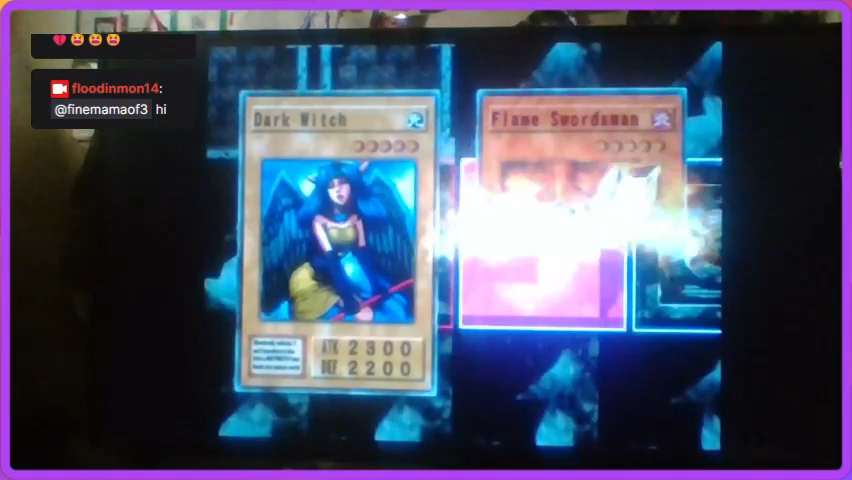 💔😫😫😫
floodinmon14:
@finemamaof3 hi
Dark Witch
Flame Swordsman
ATK 2300
DEF 2200